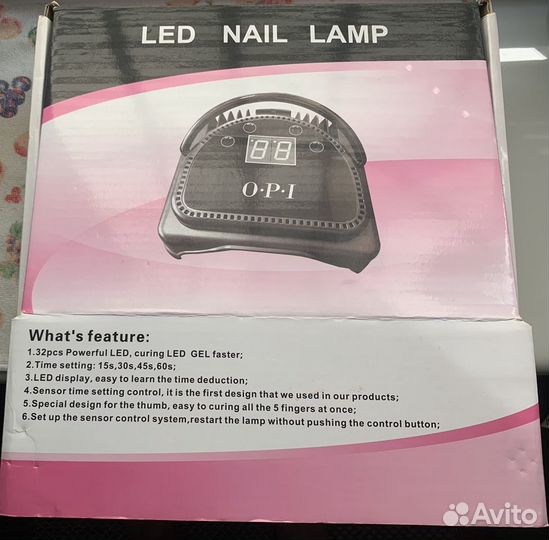 LED NAIL LAMP
88
O·P·I
What's feature:
1.32pcs Powerful LED, curing LED GEL faster;
2.Time setting: 15s,30s,45s,60s;
3.LED display, easy to learn the time deduction;
4.Sensor time setting control, it is the first design that we used in our products;
5.Special design for the thumb, easy to curing all the 5 fingers at once;
6.Set up the sensor control system,restart the lamp without pushing the control button;
Avito